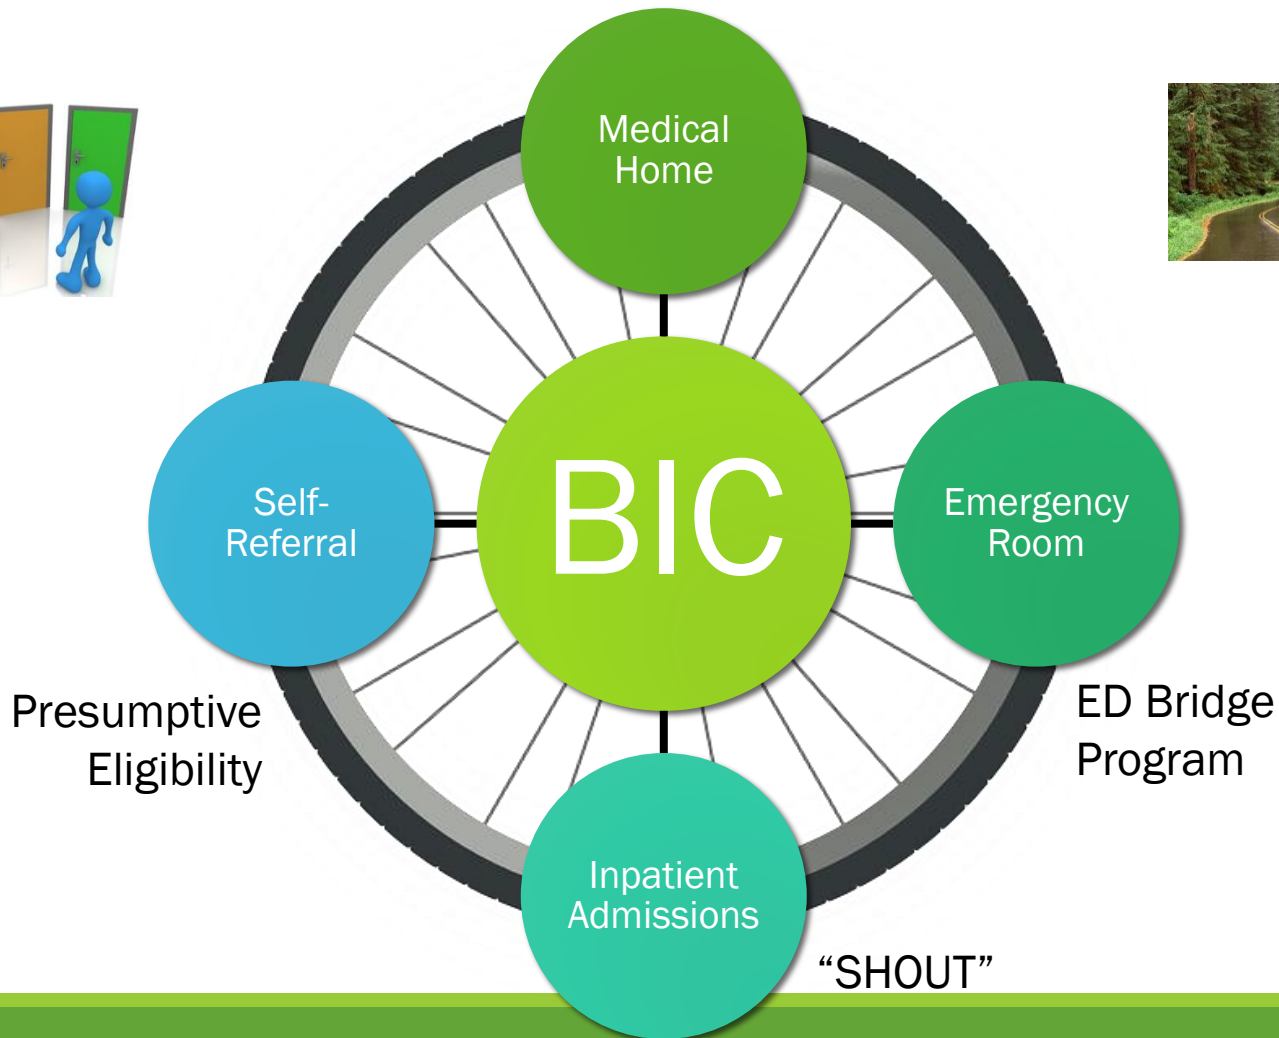 Medical
Home
Self-
Referral
BIC
Emergency
Room
Presumptive
Eligibility
ED Bridge
Program
Inpatient
Admissions
“SHOUT”